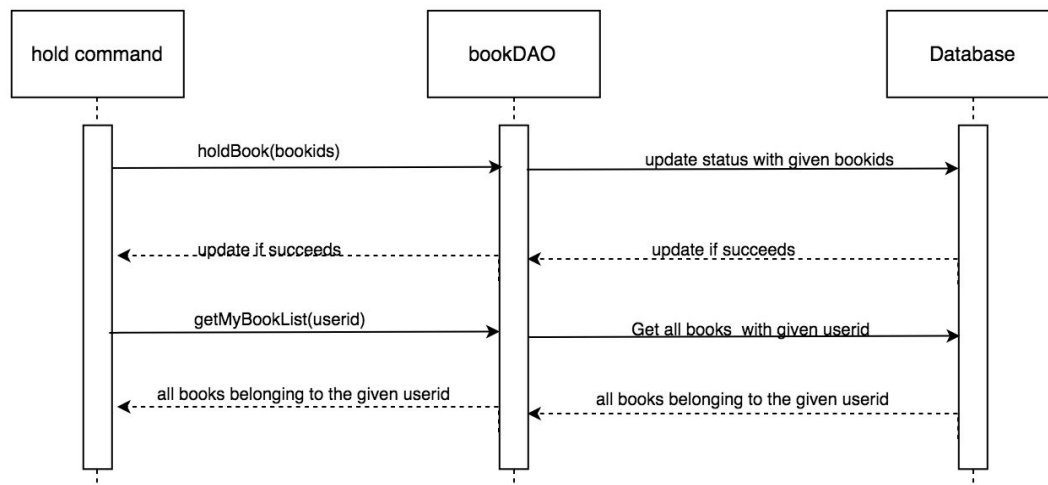 hold command
bookDAO
Database
holdBook(bookids)
update status with given bookids
update if succeeds
update if succeeds
getMyBookList(userid)
Get all books with given userid
all books belonging to the given userid
all books belonging to the given userid